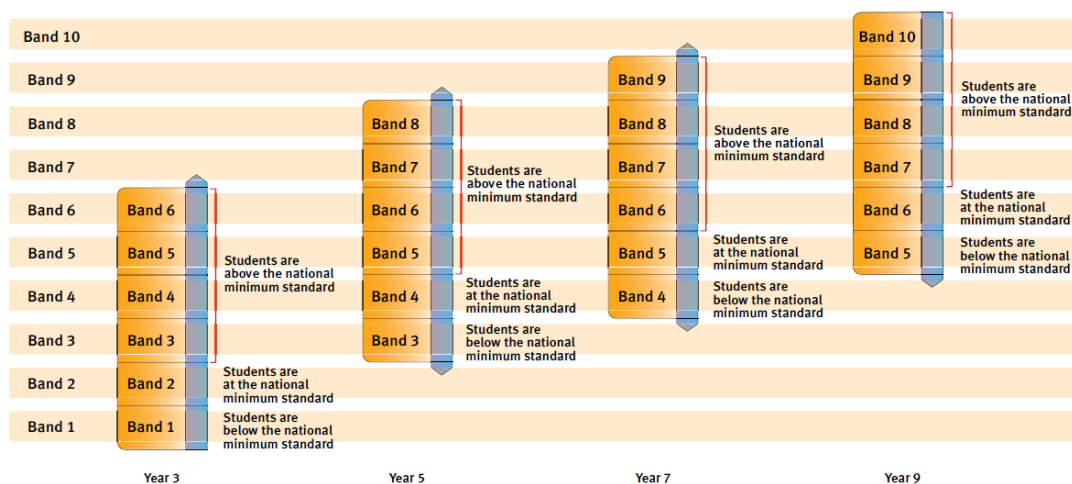 Band 10
Band 9
Band 8
Band 7
Band 6
Band 5
Band 4
Band 3
Band 2
Band 1
Band 6
Band 5
Band 4
Band 3
Band 2
Band 1
Students are
above the national
minimum standard
Students are
at the national
minimum standard
Students are
below the national
minimum standard
Year 3
Band 8
Band 7
Band 6
Band 5
Band 4
Band 3
Students are
above the national
minimum standard
Students are
at the national
minimum standard
Students are
below the national
minimum standard
Year 5
Band 9
Band 8
Band 7
Band 6
Band 5
Band 4
Students are
above the national
minimum standard
Students are
at the national
minimum standard
Students are
below the national
minimum standard
Year 7
Band 10
Band 9
Band 8
Band 7
Band 6
Band 5
Students are
above the national
minimum standard
Students are
at the national
minimum standard
Students are
below the national
minimum standard
Year 9